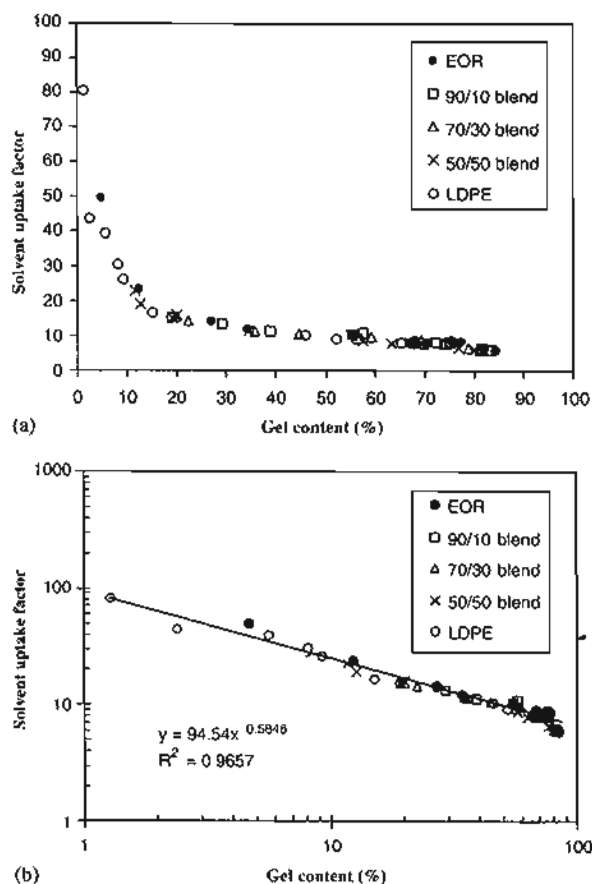 100
90
80
70
60
50
40
30
20
10
0
Solvent uptake factor
EOR
90/10 blend
70/30 blend
50/50 blend
LDPE
0 10 20 30 40 50 60 70 80 90 100
(a)
Gel content (%)
1000
100
10
1
Solvent uptake factor
EOR
90/10 blend
70/30 blend
50/50 blend
LDPE
y = 94.54x 0.5846
R² = 0.9657
1 10 100
(b)
Gel content (%)